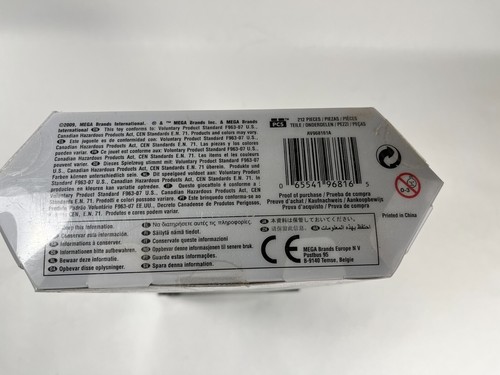 ©2009, MEGA Brands International. ® & ™ MEGA Brands Inc. & MEGA Brands
International. This toy conforms to: Voluntary Product Standard F963-07 U.S.,
Canadian Hazardous Products Act, CEN Standards E.N. 71. Products and colors may vary.
Este juguete es de conformidad con: Voluntary Product Standard F963-07 U.S.,
Canadian Hazardous Products Act, CEN Standards E.N. 71. Las piezas y los colores
pueden variar. Ce jouet est conforme aux: Voluntary Product Standard F963-07 U.S.,
Canadian Hazardous Products Act, CEN Standards E.N. 71. Les items et les couleurs
peuvent varier. Dieses Spielzeug stimmt mit: Voluntary Product Standard F963-07
U.S., Canadian Hazardous Products Act, CEN Standards E.N. 71 überein. Produkte und
Farben können unterschiedlich sein. Dit speelgoed voldoet aan: Voluntary Product
Standard F963-07 U.S., Canadian Hazardous Products Act, CEN Standards E.N. 71.
Producten en kleuren kan variatie optreden. Questo giocattolo è conforme a
Voluntary Product Standard F963-07 U.S., Canadian Hazardous Products Act, CEN
Standards E.N. 71. Prodotti e colori possono variare. Este brinquedo conforma-se
Padrão Voluntário F963-07 EE.UU., Canadense Decreto de Produtos Perigosos,
Standards E.N. 71. Produtos e cores podem variar.
PCS
212 PIECES / PIEZAS / PIÈCES
TEILE / ONDERDELEN / PEZZI / PEÇAS
0 65541 96816 5
Proof of purchase / Prueba de compra
Preuve d'achat / Kaufnachweis / Aankoopbewijs
Prova d'acquisto / Prova de compra
0-3
Printed in China
Keep this information.
información.
Informations à conserver.
Informationen bitte aufbewahren.
Bewaar deze informatie.
Opbevar disse oplysninger.
Να διατηρήσετε αυτές τις πληροφορίες.
Säilytä nämä tiedot.
Conservate queste informazioni
Opplever denne informasjonen til senere bruk.
Guarde estas informações.
Spara denna information.
CE
MEGA Brands Europe N V
Postbus 95
B-9140 Temse, Belgie